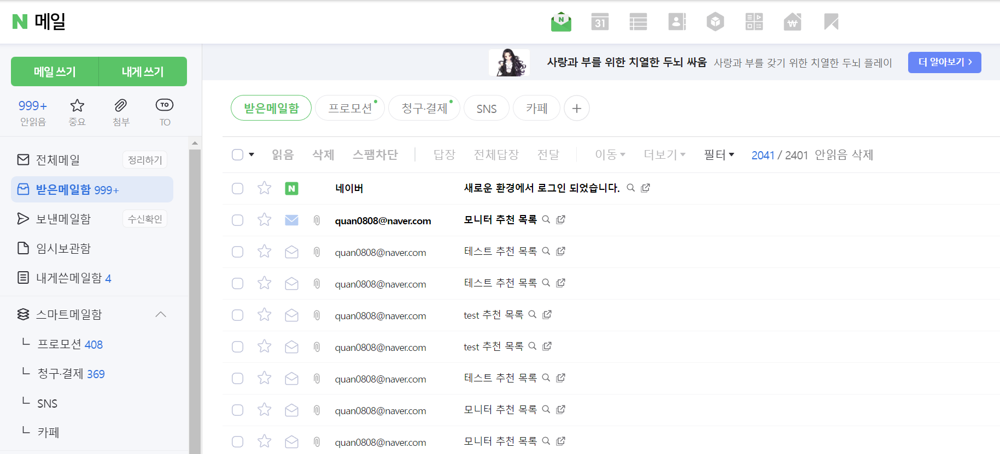 N 메일
N
31
사랑과 부를 위한 치열한 두뇌 싸움 사랑과 부를 갖기 위한 치열한 두뇌 플레이 더 알아보기 >
메일 쓰기 내게 쓰기
999+
안읽음
중요
첨부
TO
TO
전체메일 정리하기
받은메일함 999+
보낸메일함 수신확인
임시보관함
내게쓴메일함 4
스마트메일함
프로모션 408
청구·결제 369
SNS
카페
받은메일함 프로모션 청구·결제 SNS 카페 +
읽음 삭제 스팸차단 답장 전체답장 전달 이동 더보기 필터 2041 / 2401 안읽음 삭제
N 네이버 새로운 환경에서 로그인 되었습니다.
quan0808@naver.com 모니터 추천 목록
quan0808@naver.com 테스트 추천 목록
quan0808@naver.com 테스트 추천 목록
quan0808@naver.com test 추천 목록
quan0808@naver.com test 추천 목록
quan0808@naver.com 테스트 추천 목록
quan0808@naver.com 모니터 추천 목록
quan0808@naver.com 모니터 추천 목록